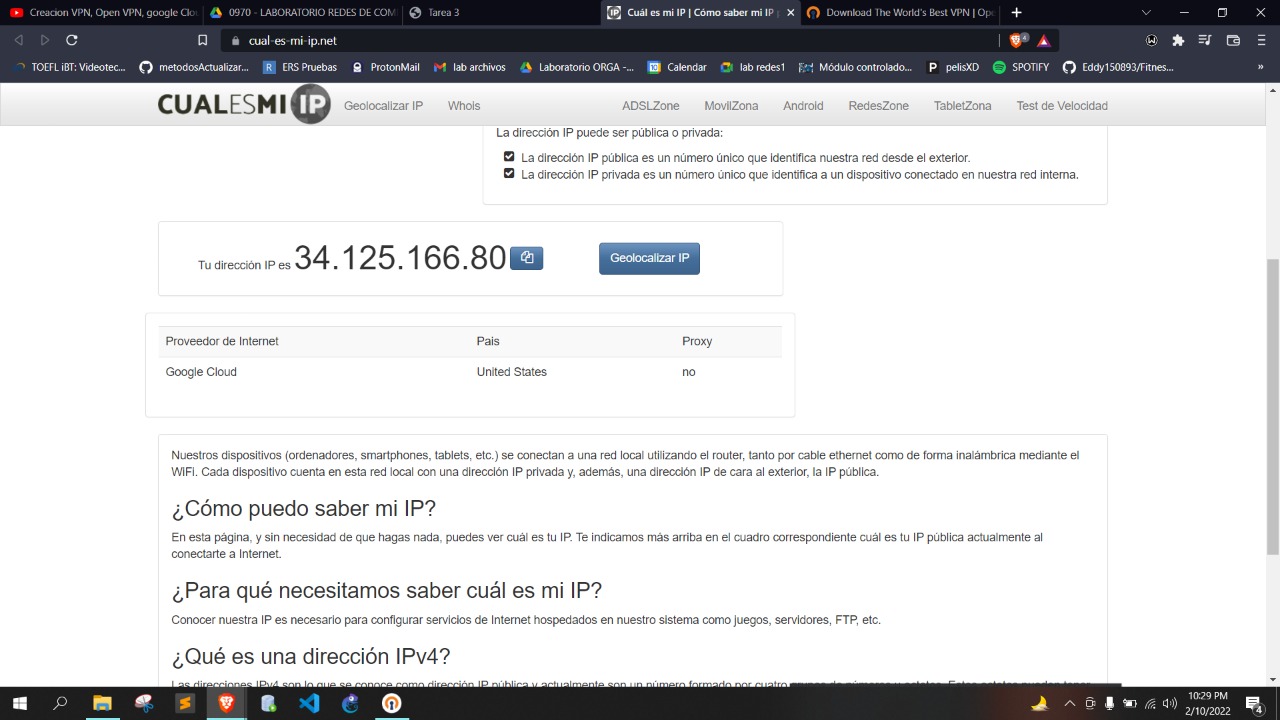 Creacion VPN, Open VPN, google Clo
0970 - LABORATORIO REDES DE COM
Tarea 3
Cuál es mi IP | Cómo saber mi IP
Download The World's Best VPN | Ope
cual-es-mi-ip.net
4
TOEFL iBT: Videotec...
metodosActualizar...
ERS Pruebas
ProtonMail
lab archivos
Laboratorio ORGA -...
Calendar
lab redes1
Módulo controlado...
pelisXD
SPOTIFY
Eddy150893/Fitnes...
»
CUALESMI IP
Geolocalizar IP
Whois
ADSLZone
MovilZona
Android
RedesZone
TabletZona
Test de Velocidad
La dirección IP puede ser pública o privada:
La dirección IP pública es un número único que identifica nuestra red desde el exterior.
La dirección IP privada es un número único que identifica a un dispositivo conectado en nuestra red interna.
Tu dirección IP es 34.125.166.80
Geolocalizar IP
Proveedor de Internet Pais Proxy
Google Cloud United States no
Nuestros dispositivos (ordenadores, smartphones, tablets, etc.) se conectan a una red local utilizando el router, tanto por cable ethernet como de forma inalámbrica mediante el
WiFi. Cada dispositivo cuenta en esta red local con una dirección IP privada y, además, una dirección IP de cara al exterior, la IP pública.
¿Cómo puedo saber mi IP?
En esta página, y sin necesidad de que hagas nada, puedes ver cuál es tu IP. Te indicamos más arriba en el cuadro correspondiente cuál es tu IP pública actualmente al
conectarte a Internet.
¿Para qué necesitamos saber cuál es mi IP?
Conocer nuestra IP es necesario para configurar servicios de Internet hospedados en nuestro sistema como juegos, servidores, FTP, etc.
¿Qué es una dirección IPv4?
Las direcciones IPv4 son lo que se conoce como dirección IP pública y actualmente son un número formado por cuatro
10:29 PM
2/10/2022
4